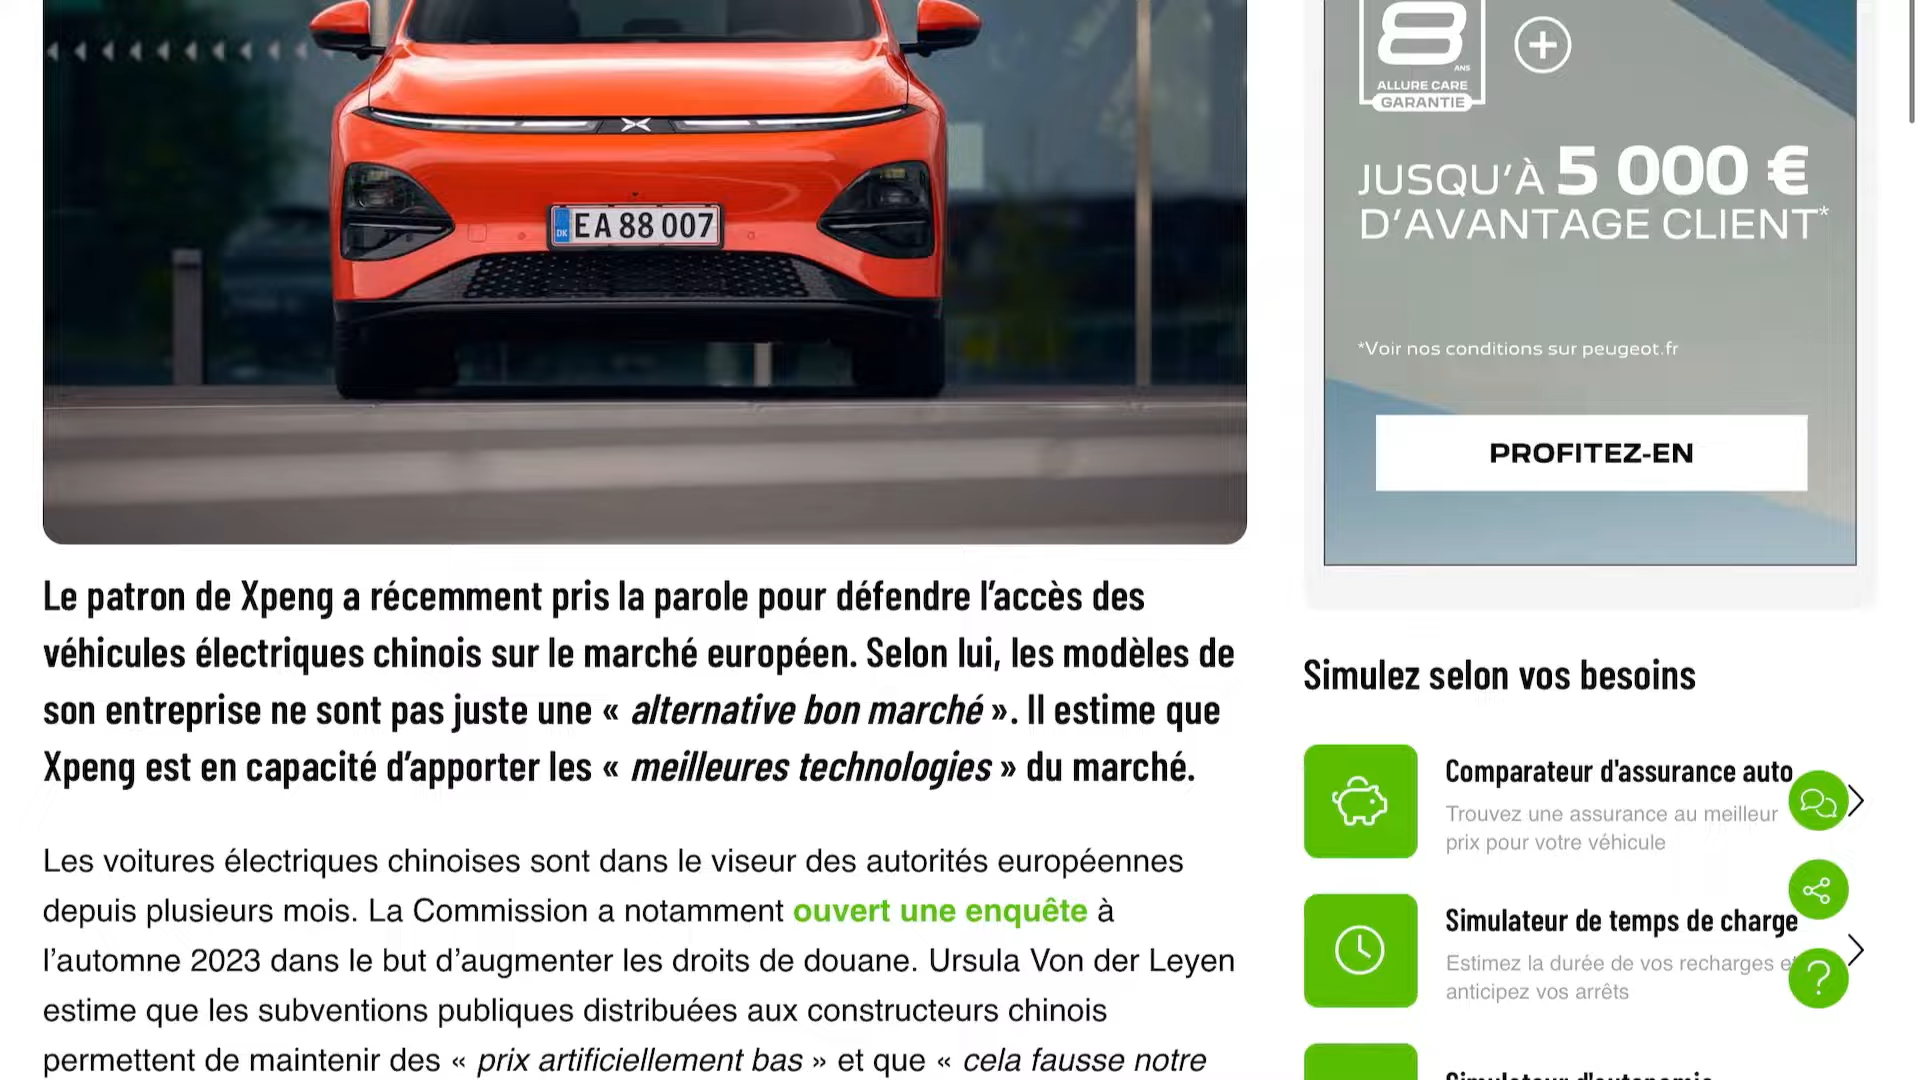 DK EA 88 007
Le patron de Xpeng a récemment pris la parole pour défendre l’accès des
véhicules électriques chinois sur le marché européen. Selon lui, les modèles de
son entreprise ne sont pas juste une « alternative bon marché ». Il estime que
Xpeng est en capacité d’apporter les « meilleures technologies » du marché.
Les voitures électriques chinoises sont dans le viseur des autorités européennes
depuis plusieurs mois. La Commission a notamment ouvert une enquête à
l’automne 2023 dans le but d’augmenter les droits de douane. Ursula Von der Leyen
estime que les subventions publiques distribuées aux constructeurs chinois
permettent de maintenir des « prix artificiellement bas » et que « cela fausse notre
8 ANS
ALLURE CARE
GARANTIE
JUSQU’À 5 000 €
D’AVANTAGE CLIENT*
*Voir nos conditions sur peugeot.fr
PROFITEZ-EN
Simulez selon vos besoins
Comparateur d'assurance auto
Trouvez une assurance au meilleur
prix pour votre véhicule
Simulateur de temps de charge
Estimez la durée de vos recharges et
anticipez vos arrêts
Simulateur d'autonomie